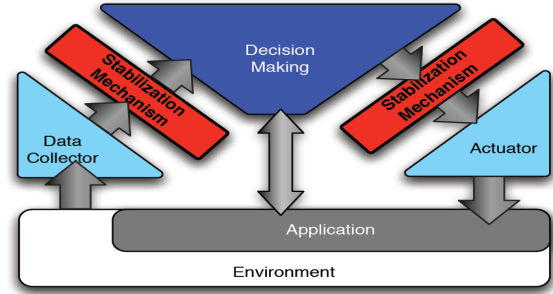 Decision
Making
Stabilization
Mechanism
Stabilization
Mechanism
Data
Collector
Actuator
Application
Environment